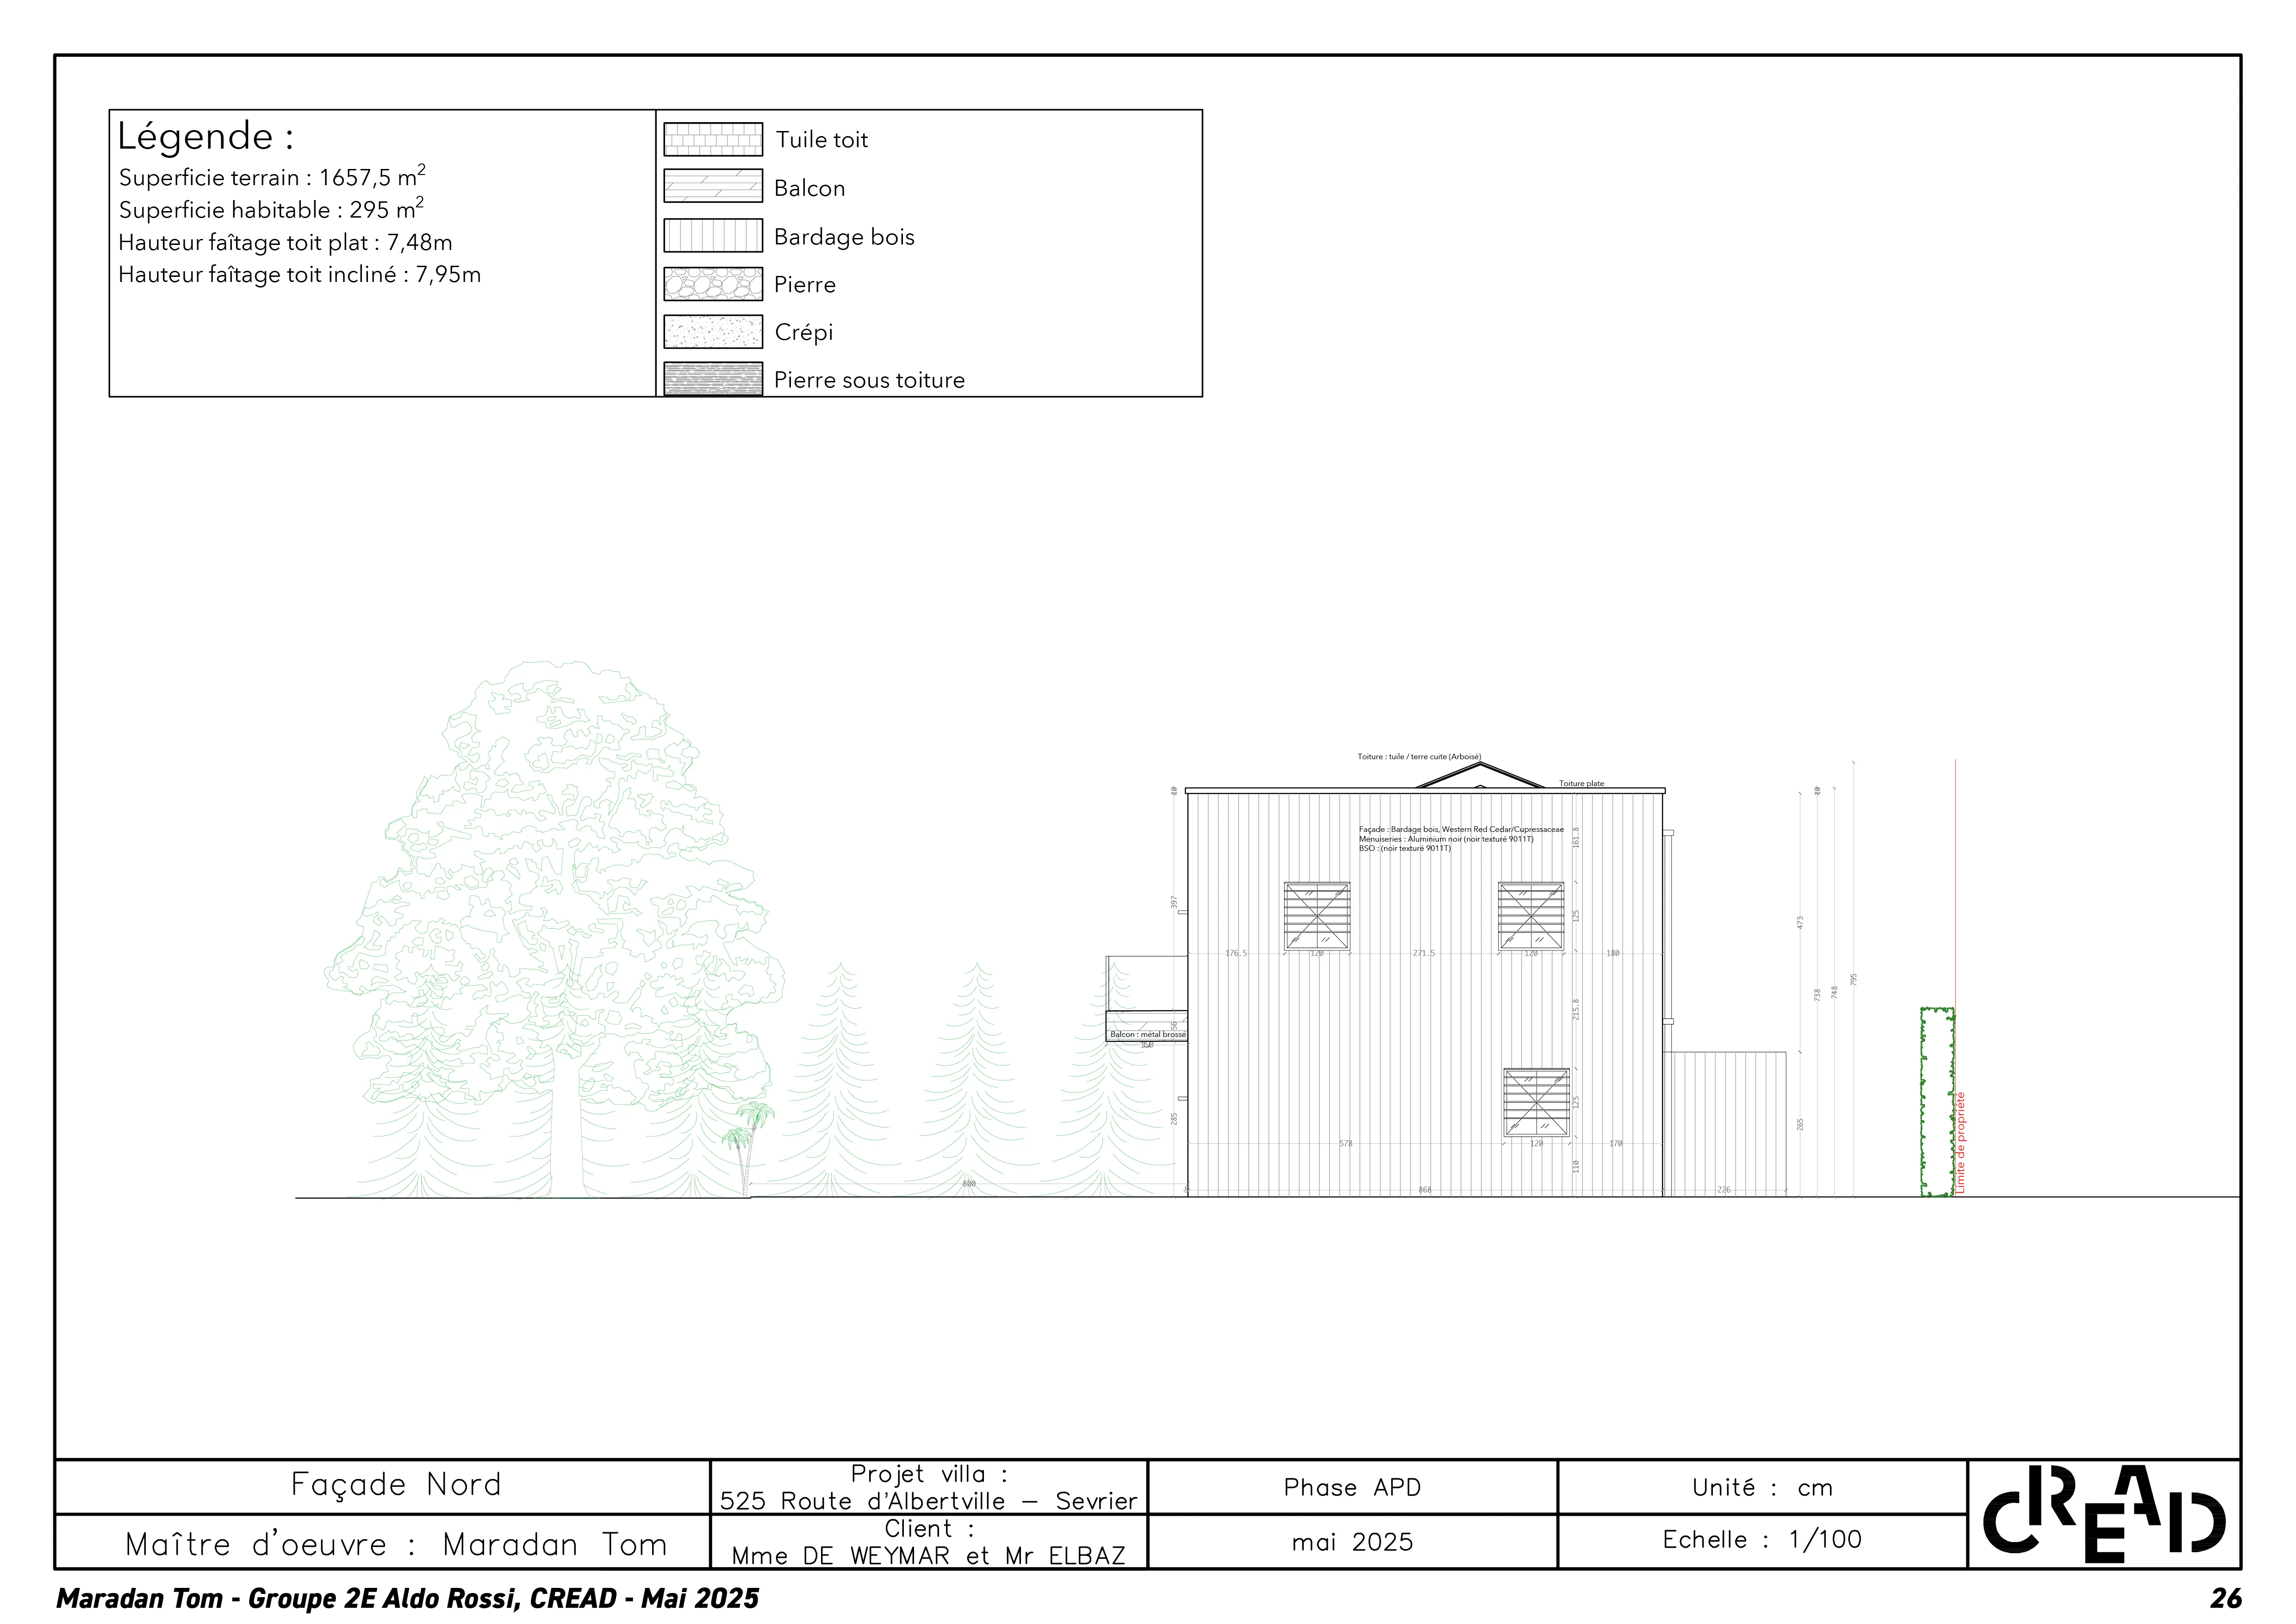 Légende :
Superficie terrain : 1657,5 m²
Superficie habitable : 295 m²
Hauteur faîtage toit plat : 7,48m
Hauteur faîtage toit incliné : 7,95m
Tuile toit
Balcon
Bardage bois
Pierre
Crépi
Pierre sous toiture
Toiture : tuile / terre cuite (Arboisé)
Toiture plate
Façade : Bardage bois, Western Red Cedar/Cupressaceae
Menuiseries : Aluminium noir (noir texturé 9011T)
BSO : (noir texturé 9011T)
161.8
397
125
473
176.5
120
271.5
120
180
795
738
748
215.8
56
Balcon : métal brossé
285
125
265
578
120
170
110
800
868
226
Limite de propriété
Façade Nord
Maître d'oeuvre : Maradan Tom
Projet villa :
525 Route d'Albertville – Sevrier
Client :
Mme DE WEYMAR et Mr ELBAZ
Phase APD
mai 2025
Unité : cm
Echelle : 1/100
CREAD
Maradan Tom - Groupe 2E Aldo Rossi, CREAD - Mai 2025
26